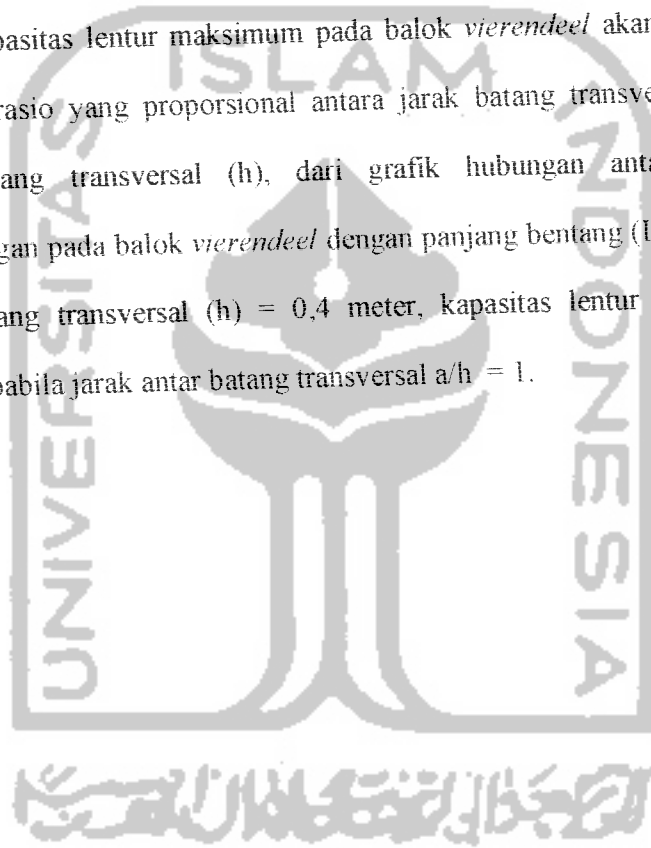 pasitas lentur maksimum pada balok vierendeel akan
rasio yang proporsional antara jarak batang transve
ang transversal (h), dari grafik hubungan anta
gan pada balok vierendeel dengan panjang bentang (L
ang transversal (h) = 0,4 meter, kapasitas lentur
pabila jarak antar batang transversal a/h = 1.
ISLAM
UNIVERSITAS
INDONESIA